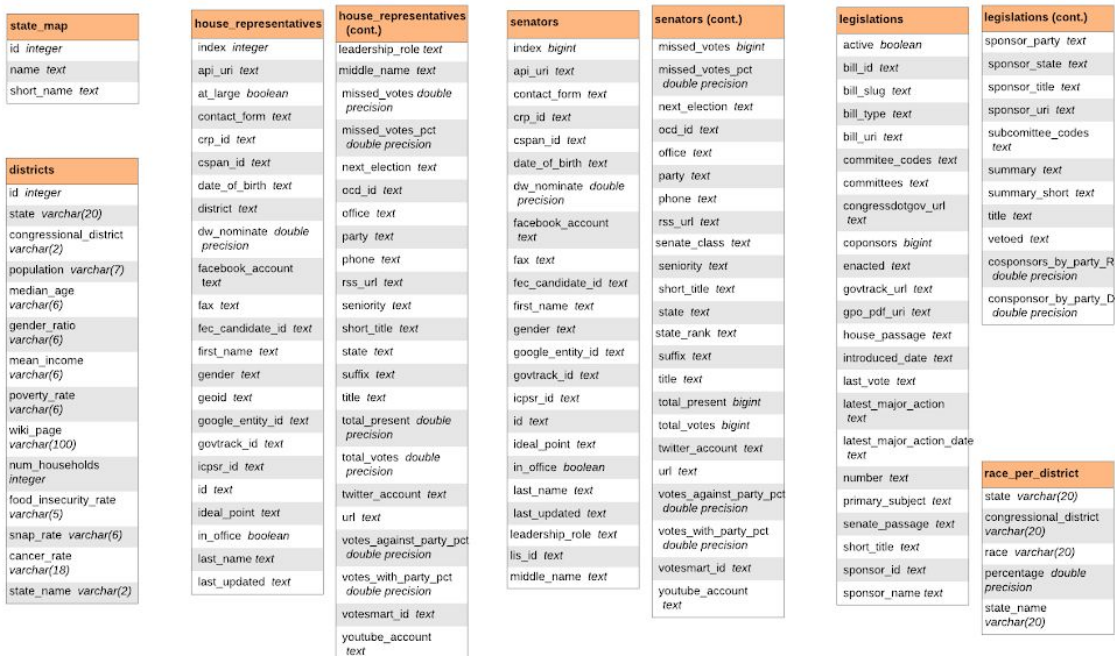 state_map
id integer
name text
short_name text
districts
id integer
state varchar(20)
congressional_district
varchar(2)
population varchar(7)
median_age
varchar(6)
gender_ratio
varchar(6)
mean_income
varchar(6)
poverty_rate
varchar(6)
wiki_page
varchar(100)
num_households
integer
food_insecurity_rate
varchar(5)
snap_rate varchar(6)
cancer_rate
varchar(18)
state_name varchar(2)
house_representatives
index integer
api_uri text
at_large boolean
contact_form text
crp_id text
cspan_id text
date_of_birth text
district text
dw_nominate double
precision
facebook_account
text
fax text
fec_candidate_id text
first_name text
gender text
geoid text
google_entity_id text
govtrack_id text
icpsr_id text
id text
ideal_point text
in_office boolean
last_name text
last_updated text
house_representatives
(cont.)
leadership_role text
middle_name text
missed_votes double
precision
missed_votes_pct
double precision
next_election text
ocd_id text
office text
party text
phone text
rss_url text
seniority text
short_title text
state text
suffix text
title text
total_present double
precision
total_votes double
precision
twitter_account text
url text
votes_against_party_pct
double precision
votes_with_party_pct
double precision
votesmart_id text
youtube_account
text
senators
index bigint
api_uri text
contact_form text
crp_id text
cspan_id text
date_of_birth text
dw_nominate double
precision
facebook_account
text
fax text
fec_candidate_id text
first_name text
gender text
google_entity_id text
govtrack_id text
icpsr_id text
id text
ideal_point text
in_office boolean
last_name text
last_updated text
leadership_role text
lis_id text
middle_name text
senators (cont.)
missed_votes bigint
missed_votes_pct
double precision
next_election text
ocd_id text
office text
party text
phone text
rss_url text
senate_class text
seniority text
short_title text
state text
state_rank text
suffix text
title text
total_present bigint
total_votes bigint
twitter_account text
url text
votes_against_party_pct
double precision
votes_with_party_pct
double precision
votesmart_id text
youtube_account
text
legislations
active boolean
bill_id text
bill_slug text
bill_type text
bill_uri text
commitee_codes text
committees text
congressdotgov_url
text
coponsors bigint
enacted text
govtrack_url text
gpo_pdf_uri text
house_passage text
introduced_date text
last_vote text
latest_major_action
text
latest_major_action_date
text
number text
primary_subject text
senate_passage text
short_title text
sponsor_id text
sponsor_name text
legislations (cont.)
sponsor_party text
sponsor_state text
sponsor_title text
sponsor_uri text
subcomittee_codes
text
summary text
summary_short text
title text
vetoed text
cosponsors_by_party_R
double precision
consponsor_by_party_D
double precision
race_per_district
state varchar(20)
congressional_district
varchar(20)
race varchar(20)
percentage double
precision
state_name
varchar(20)